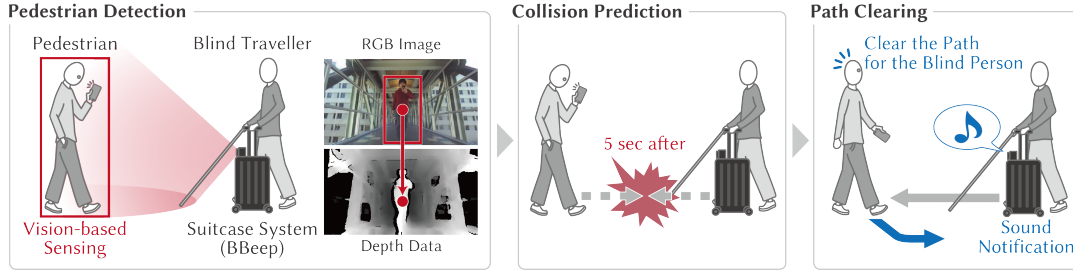 Pedestrian Detection
Pedestrian
Blind Traveller
RGB Image
Vision-based
Sensing
Suitcase System
(BBeep)
Depth Data
Collision Prediction
5 sec after
Path Clearing
Clear the Path
for the Blind Person
Sound
Notification